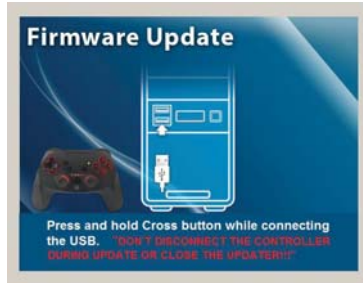 Firmware Update
Press and hold Cross button while connecting
the USB. "DON'T DISCONNECT THE CONTROLLER
DURING UPDATE OR CLOSE THE UPDATER!!!"